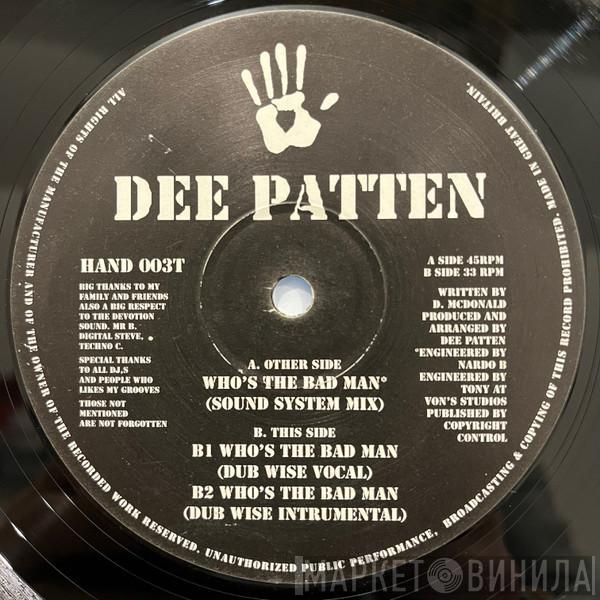 DEE PATTEN
HAND 003T
BIG THANKS TO MY
FAMILY AND FRIENDS
ALSO A BIG RESPECT
TO THE DEVOTION
SOUND. MR B.
DIGITAL STEVE,
TECHNO C.
SPECIAL THANKS
TO ALL DJ,S
AND PEOPLE WHO
LIKES MY GROOVES
THOSE NOT
MENTIONED
ARE NOT FORGOTTEN
A SIDE 45RPM
B SIDE 33 RPM
WRITTEN BY
D. MCDONALD
PRODUCED AND
ARRANGED BY
DEE PATTEN
*ENGINEERED BY
NARDO B
ENGINEERED BY
TONY AT
VON'S STUDIOS
PUBLISHED BY
COPYRIGHT
CONTROL
A. OTHER SIDE
WHO'S THE BAD MAN*
(SOUND SYSTEM MIX)
B. THIS SIDE
B1 WHO'S THE BAD MAN
(DUB WISE VOCAL)
B2 WHO'S THE BAD MAN
(DUB WISE INTRUMENTAL)
ALL RIGHTS OF THE MANUFACTURER AND OF THE OWNER OF THE RECORDED WORK RESERVED. UNAUTHORIZED PUBLIC PERFORMANCE, BROADCASTING & COPYING OF THIS RECORD PROHIBITED. MADE IN GREAT BRITAIN.
МАРКЕТ ВИНИЛА